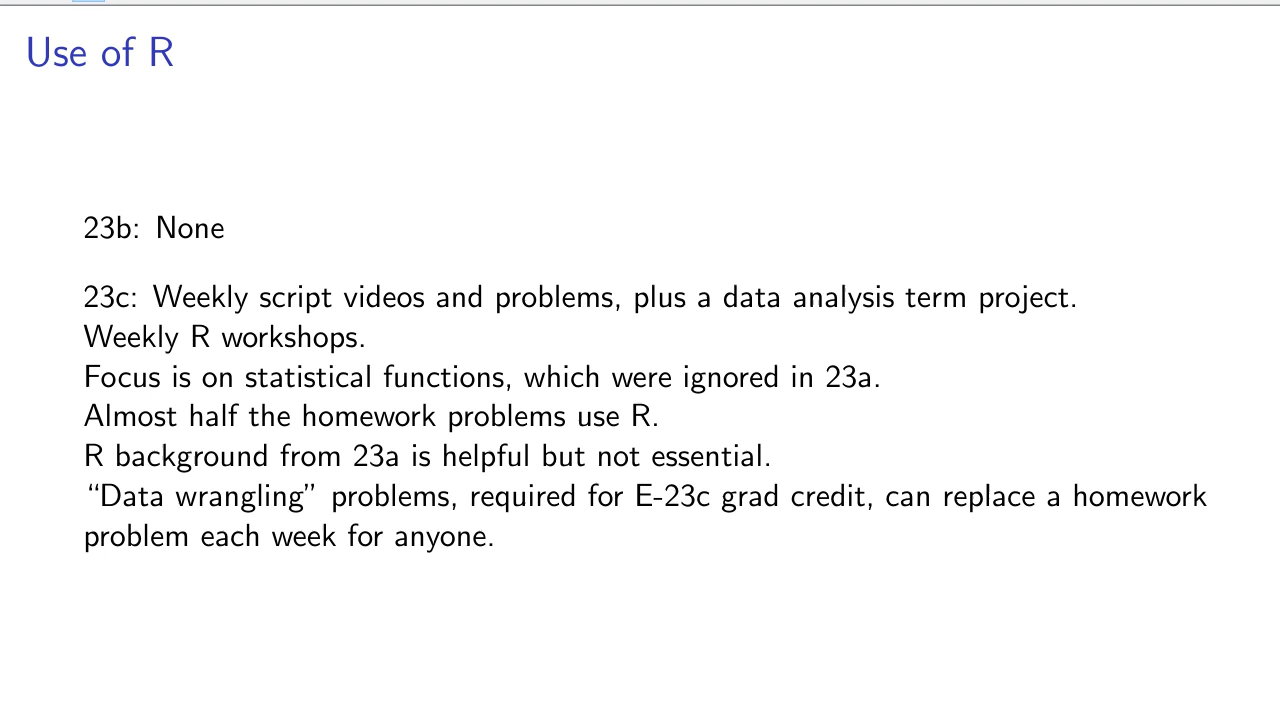 Use of R
23b: None
23c: Weekly script videos and problems, plus a data analysis term project.
Weekly R workshops.
Focus is on statistical functions, which were ignored in 23a.
Almost half the homework problems use R.
R background from 23a is helpful but not essential.
“Data wrangling” problems, required for E-23c grad credit, can replace a homework
problem each week for anyone.